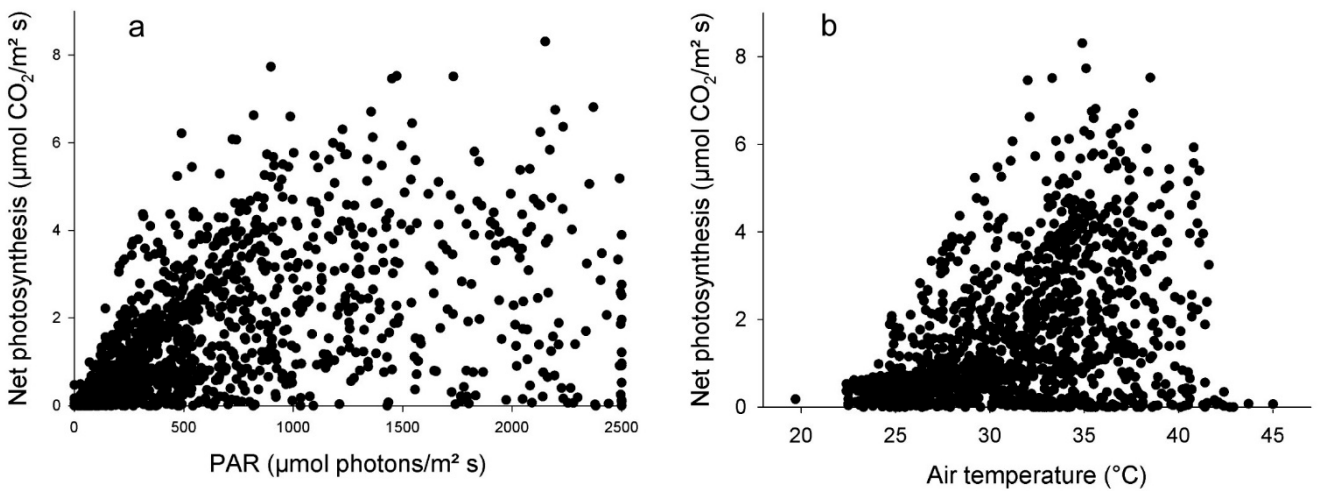 a
Net photosynthesis (µmol CO₂/m² s)
8
6
4
2
0
0 500 1000 1500 2000 2500
PAR (µmol photons/m² s)
b
Net photosynthesis (µmol CO₂/m² s)
8
6
4
2
0
20 25 30 35 40 45
Air temperature (°C)